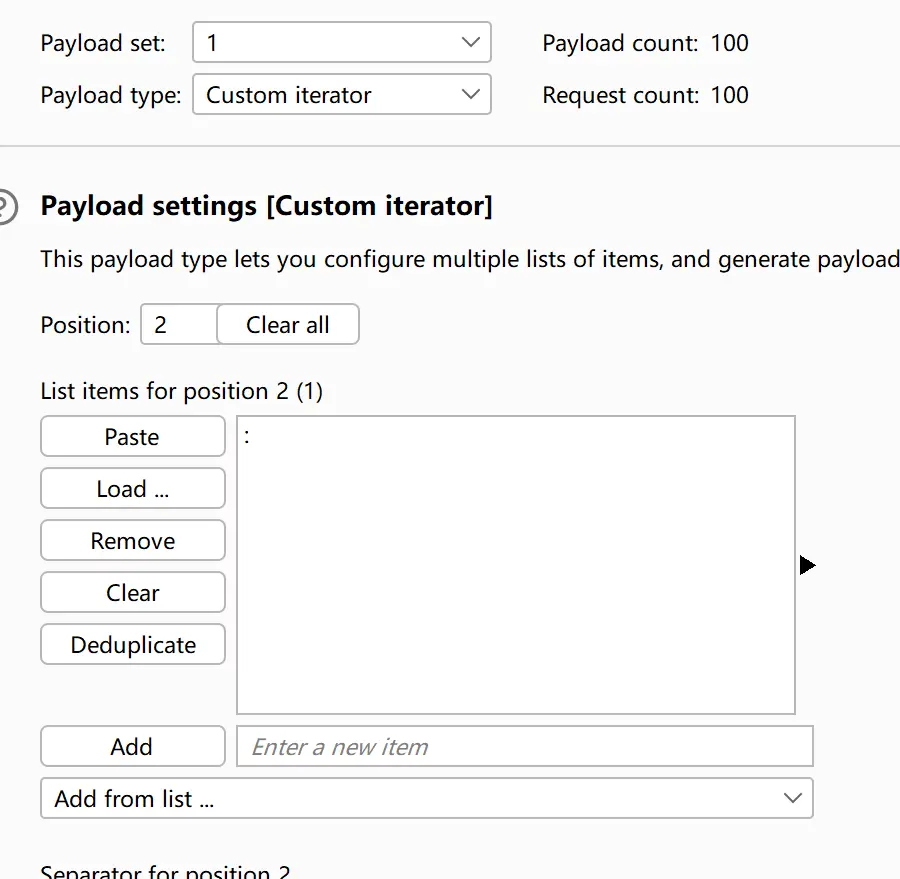 Payload set: 1 Payload count: 100
Payload type: Custom iterator Request count: 100
? Payload settings [Custom iterator]
This payload type lets you configure multiple lists of items, and generate payload
Position: 2 Clear all
List items for position 2 (1)
Paste :
Load ...
Remove
Clear
Deduplicate
Add Enter a new item
Add from list ...
Separator for position 2